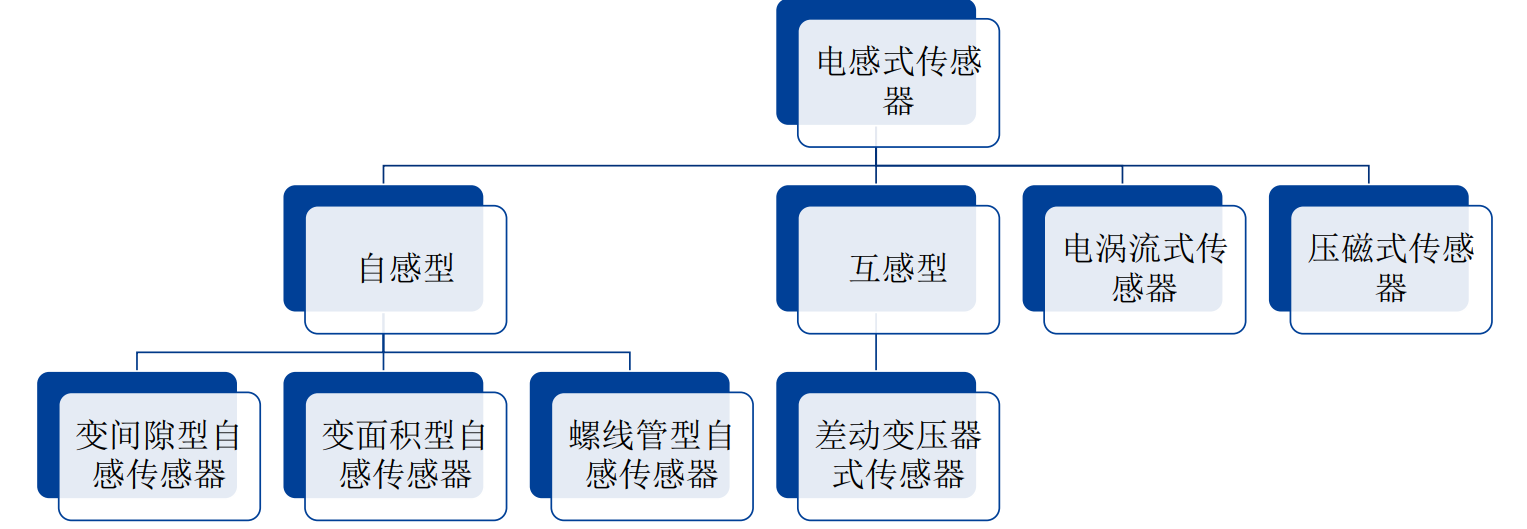 电感式传感
器
自感型
互感型
电涡流式传
感器
压磁式传感
器
变间隙型自
感传感器
变面积型自
感传感器
螺线管型自
感传感器
差动变压器
式传感器